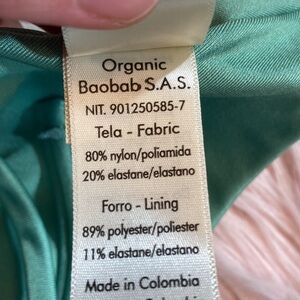 Organic
Baobab S.A.S.
NIT. 901250585-7
Tela - Fabric
80% nylon/poliamida
20% elastane/elastano
Forro - Lining
89% polyester/poliester
11% elastane/elastano
Made in Colombia